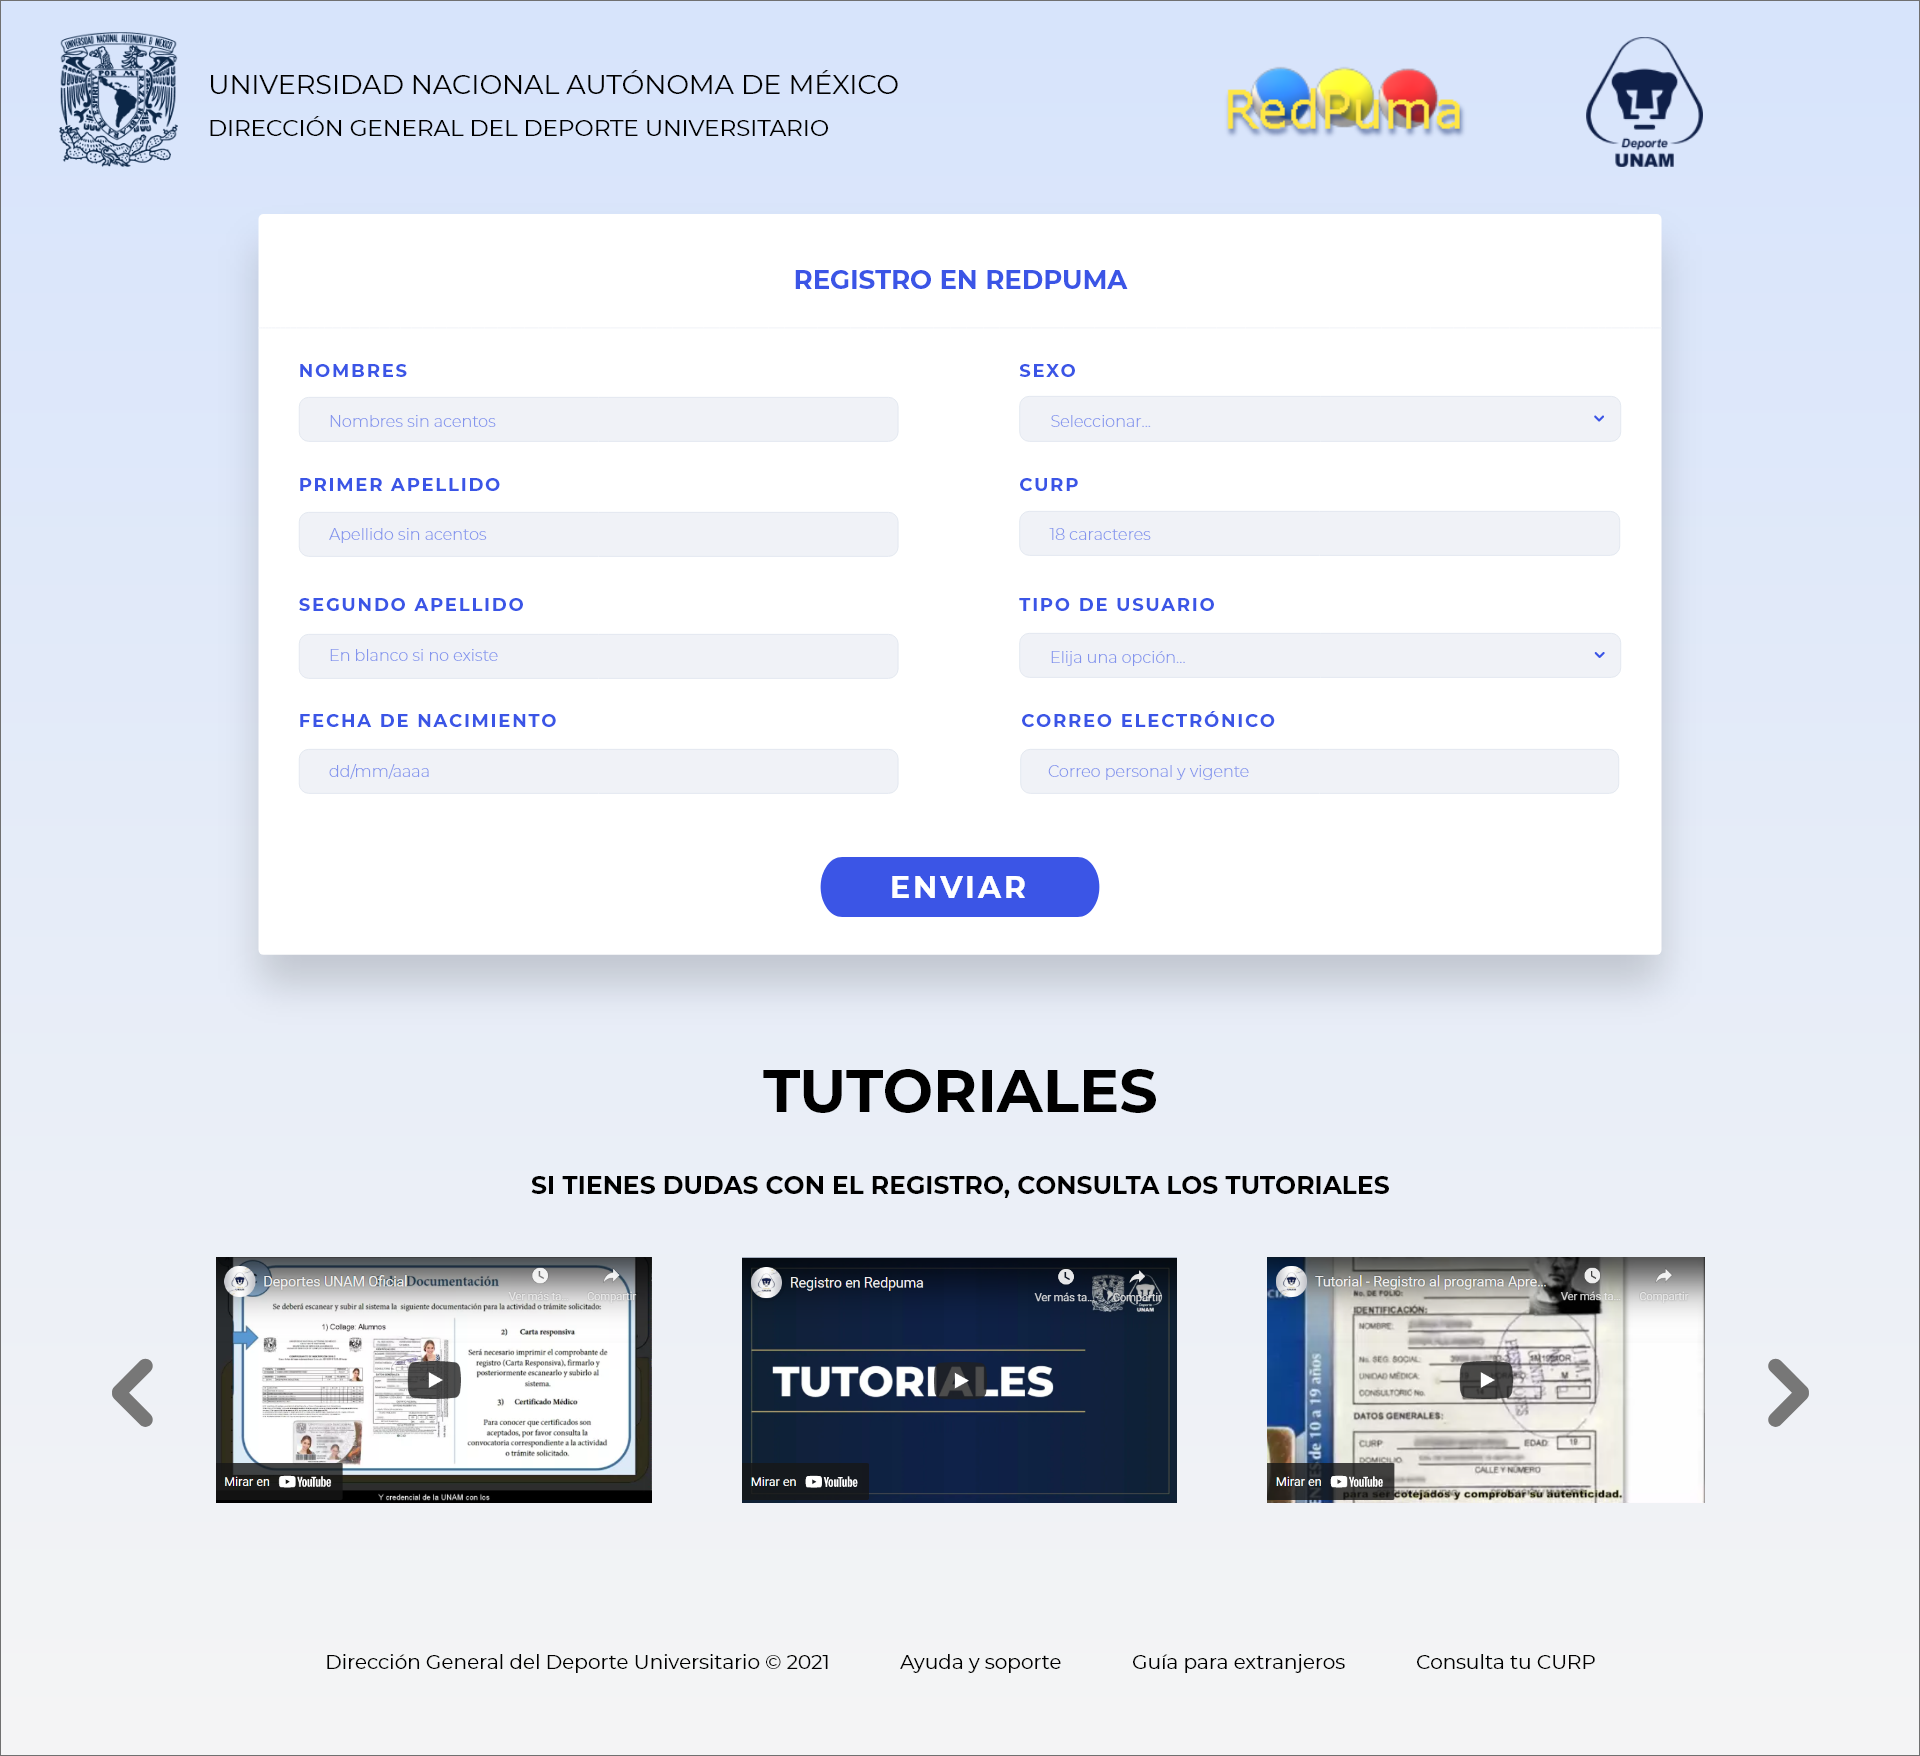 UNIVERSIDAD NACIONAL AUTÓNOMA DE MÉXICO
DIRECCIÓN GENERAL DEL DEPORTE UNIVERSITARIO
RedPuma
Deporte
UNAM
REGISTRO EN REDPUMA
NOMBRES
Nombres sin acentos
SEXO
Seleccionar...
PRIMER APELLIDO
Apellido sin acentos
CURP
18 caracteres
SEGUNDO APELLIDO
En blanco si no existe
TIPO DE USUARIO
Elija una opción...
FECHA DE NACIMIENTO
dd/mm/aaaa
CORREO ELECTRÓNICO
Correo personal y vigente
ENVIAR
TUTORIALES
SI TIENES DUDAS CON EL REGISTRO, CONSULTA LOS TUTORIALES
Deportes UNAM Oficial
Documentación
Ver más ta...
Compartir
Se deberá escanear y subir al sistema la siguiente documentación para la actividad o trámite solicitado:
1) Collage: Alumnos
2) Carta responsiva
Será necesario imprimir el comprobante de
registro (Carta Responsiva), firmarlo y
posteriormente escanearlo y subirlo al
sistema.
3) Certificado Médico
Para conocer que certificados son
aceptados, por favor consulta la
convocatoria correspondiente a la actividad
o trámite solicitado.
Mirar en YouTube
Y credencial de la UNAM con los
Registro en Redpuma
Ver más ta...
Compartir
UNAM
TUTORIALES
Mirar en YouTube
Tutorial - Registro al programa Apre...
Ver más ta...
Compartir
No. DE FOLIO:
IDENTIFICACIÓN:
NOMBRE:
No. SEG. SOCIAL:
UNIDAD MÉDICA:
CONSULTORIO No.
DATOS GENERALES:
CURP
EDAD: 19
DOMICILIO:
CALLE Y NÚMERO
de 10 a 19 años
Mirar en YouTube
para ser cotejados y comprobar su autenticidad.
Dirección General del Deporte Universitario © 2021
Ayuda y soporte
Guía para extranjeros
Consulta tu CURP